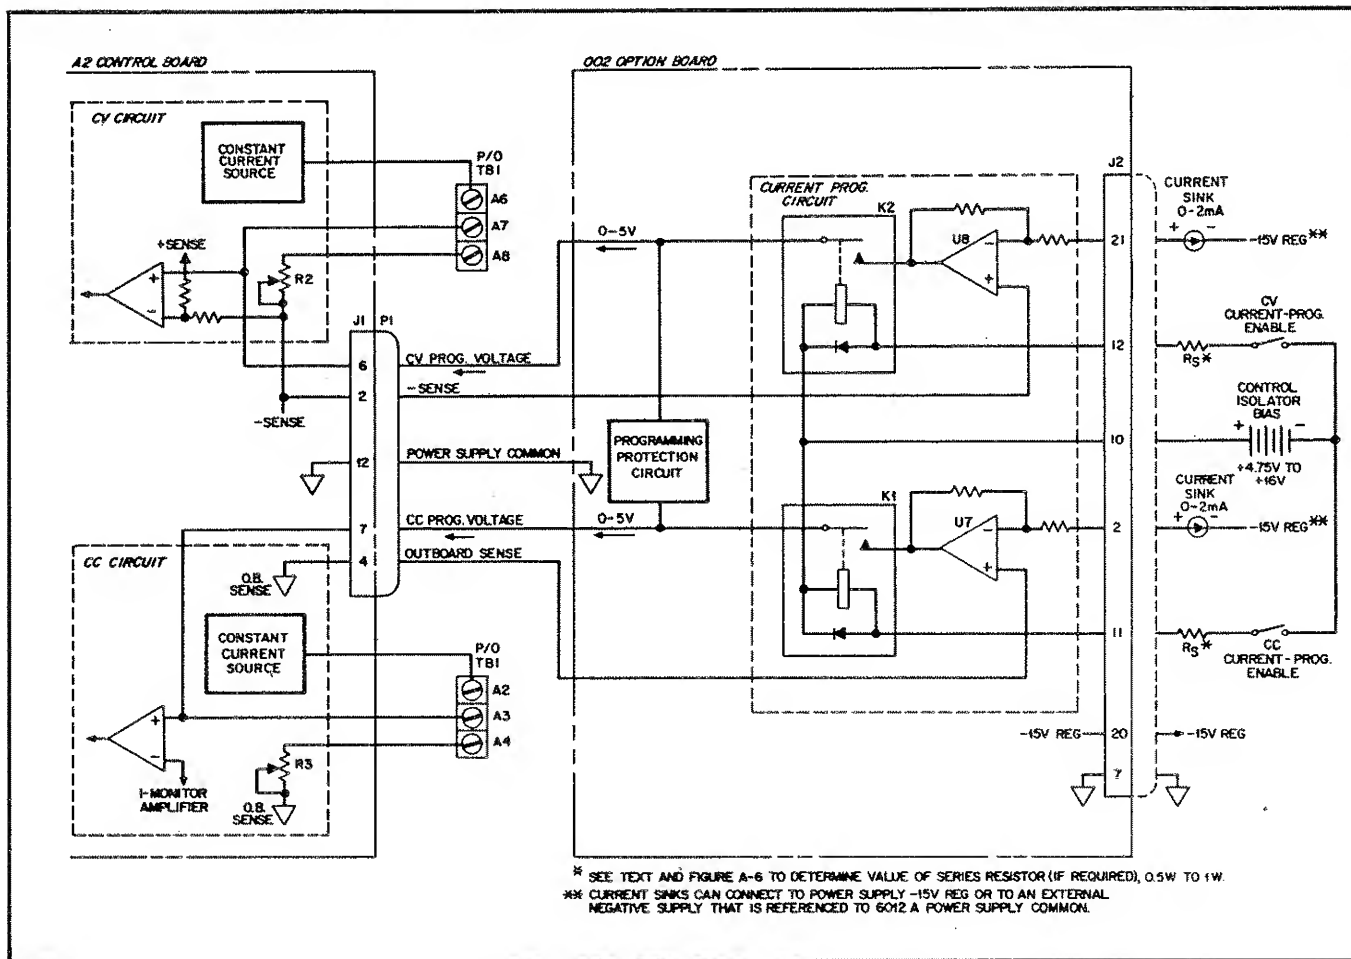 A2 CONTROL BOARD
CV CIRCUIT
CONSTANT
CURRENT
SOURCE
P/O
TB1
A6
A7
A8
+SENSE
+
-
R2
-SENSE
J1 P1
6
2
12
7
4
CV PROG. VOLTAGE
-SENSE
POWER SUPPLY COMMON
CC PROG. VOLTAGE
OUTBOARD SENSE
CC CIRCUIT
O.B.
SENSE
CONSTANT
CURRENT
SOURCE
P/O
TB1
A2
A3
A4
+
-
R3
I-MONITOR
AMPLIFIER
O.B.
SENSE
002 OPTION BOARD
0-5V
PROGRAMMING
PROTECTION
CIRCUIT
0-5V
CURRENT PROG.
CIRCUIT
K2
U8
-
+
K1
U7
-
+
J2
21
12
10
2
11
20
7
-15V REG
CURRENT
SINK
0-2mA
+ -
-15V REG**
CV
CURRENT-PROG.
ENABLE
RS*
CONTROL
ISOLATOR
BIAS
+ -
+4.75V TO
+16V
CURRENT
SINK
0-2mA
+ -
-15V REG**
RS*
CC
CURRENT-PROG.
ENABLE
-15V REG
* SEE TEXT AND FIGURE A-6 TO DETERMINE VALUE OF SERIES RESISTOR (IF REQUIRED), 0.5W TO 1W.
** CURRENT SINKS CAN CONNECT TO POWER SUPPLY -15V REG OR TO AN EXTERNAL
NEGATIVE SUPPLY THAT IS REFERENCED TO 6012 A POWER SUPPLY COMMON.